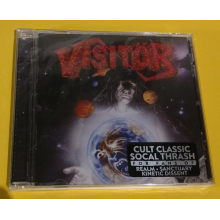 VISITOR
CULT CLASSIC
SOCAL THRASH
FOR FANS OF
REALM • SANCTUARY
KINETIC DISSENT